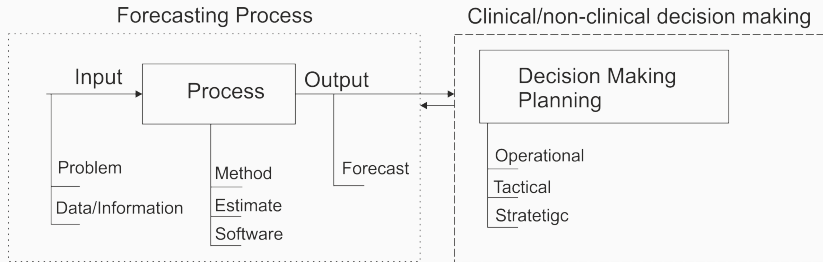 Forecasting Process
Clinical/non-clinical decision making
Input
Process
Output
Decision Making
Planning
Problem
Data/Information
Method
Estimate
Software
Forecast
Operational
Tactical
Stratetigc